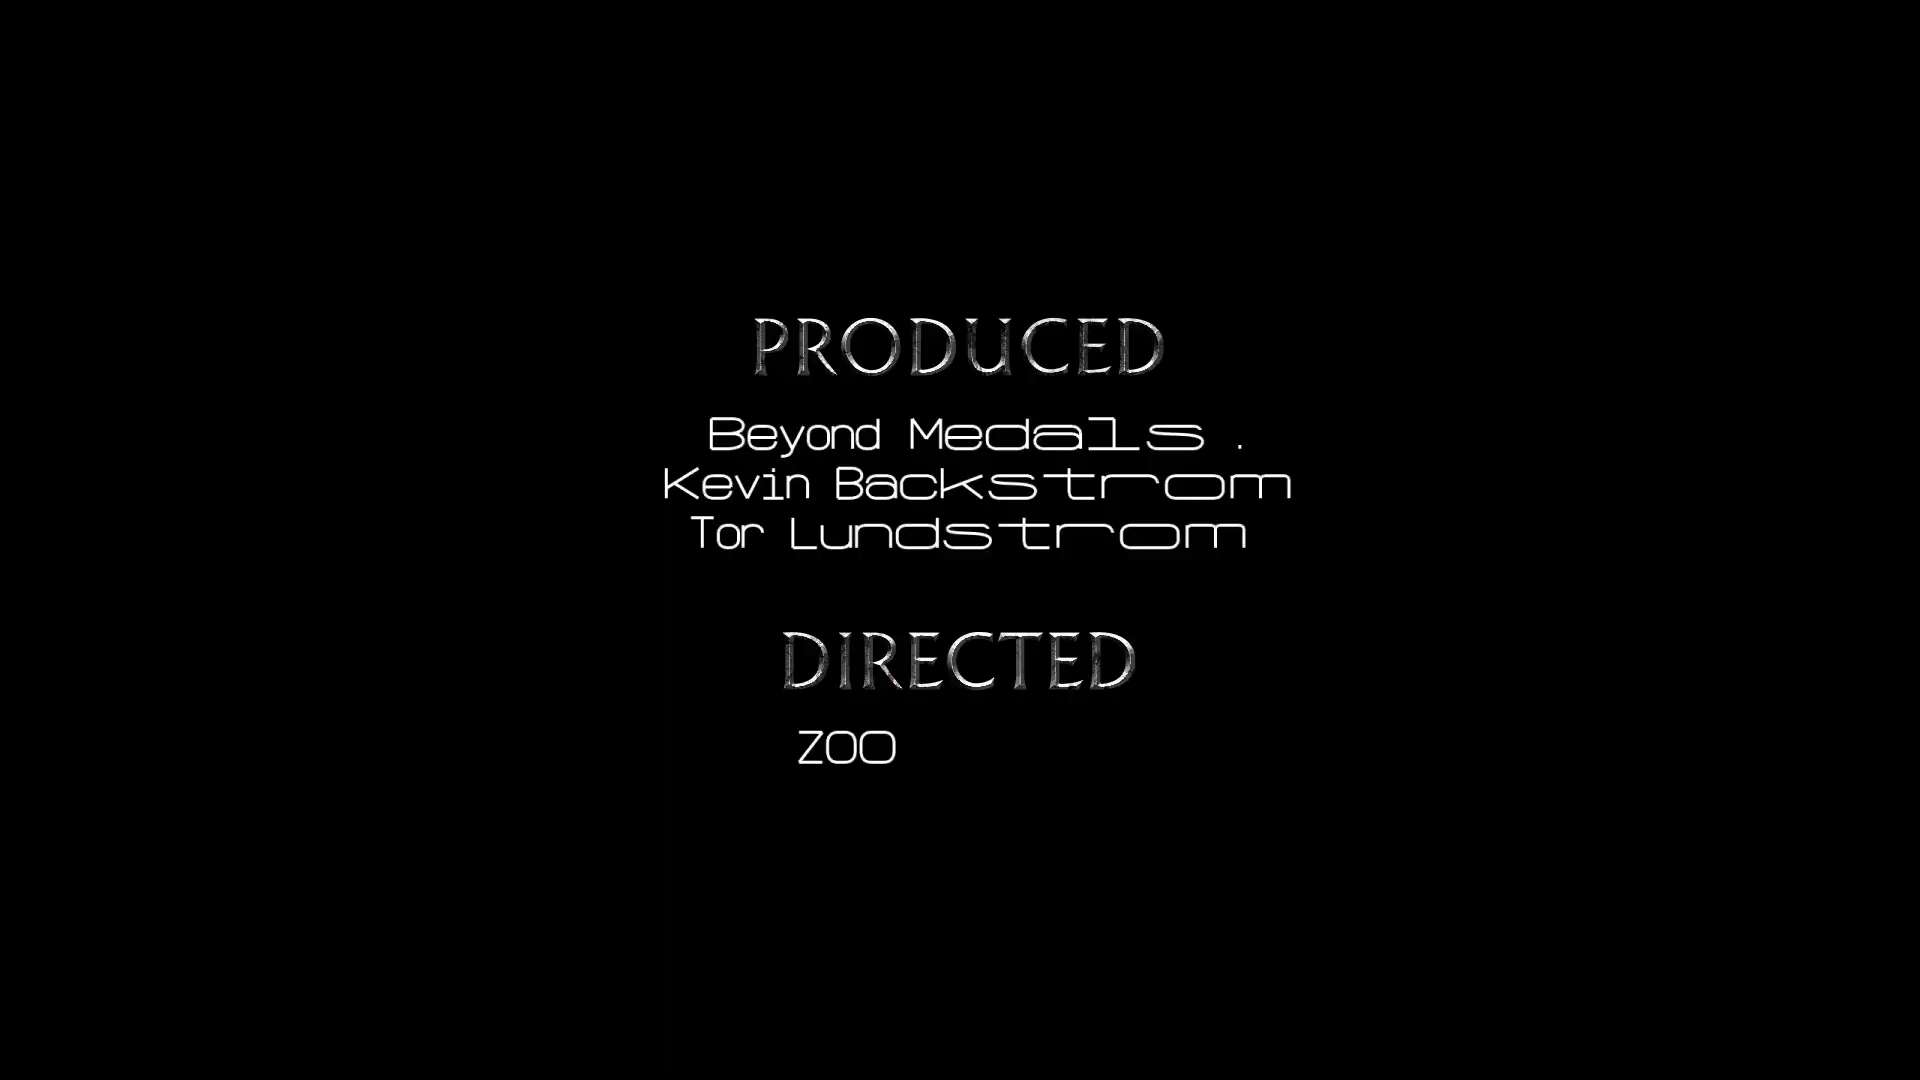 PRODUCED
Beyond Medals .
Kevin Backstrom
Tor Lundstrom
DIRECTED
ZOO